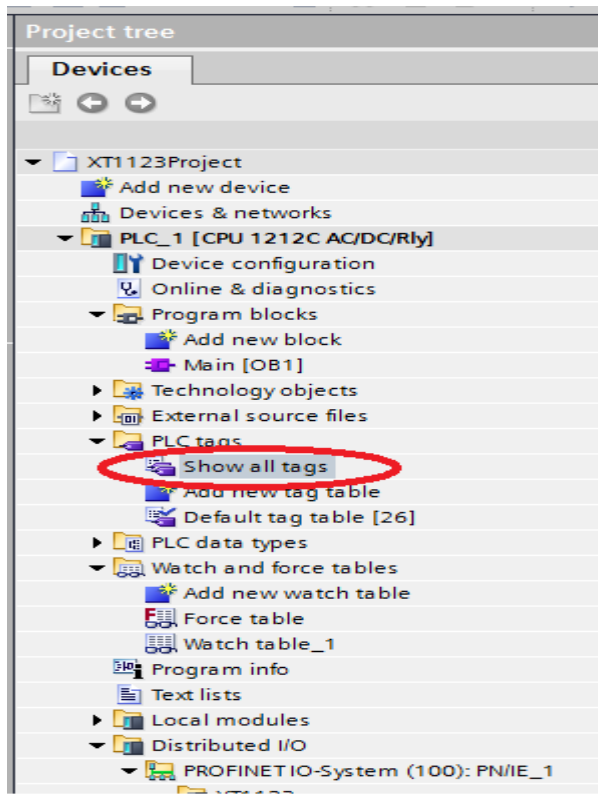 Project tree
Devices
XT1123Project
Add new device
Devices & networks
PLC_1 [CPU 1212C AC/DC/Rly]
Device configuration
Online & diagnostics
Program blocks
Add new block
Main [OB1]
Technology objects
External source files
PLC tags
Show all tags
Add new tag table
Default tag table [26]
PLC data types
Watch and force tables
Add new watch table
Force table
Watch table_1
Program info
Text lists
Local modules
Distributed I/O
PROFINET IO-System (100): PN/IE_1
XT1123